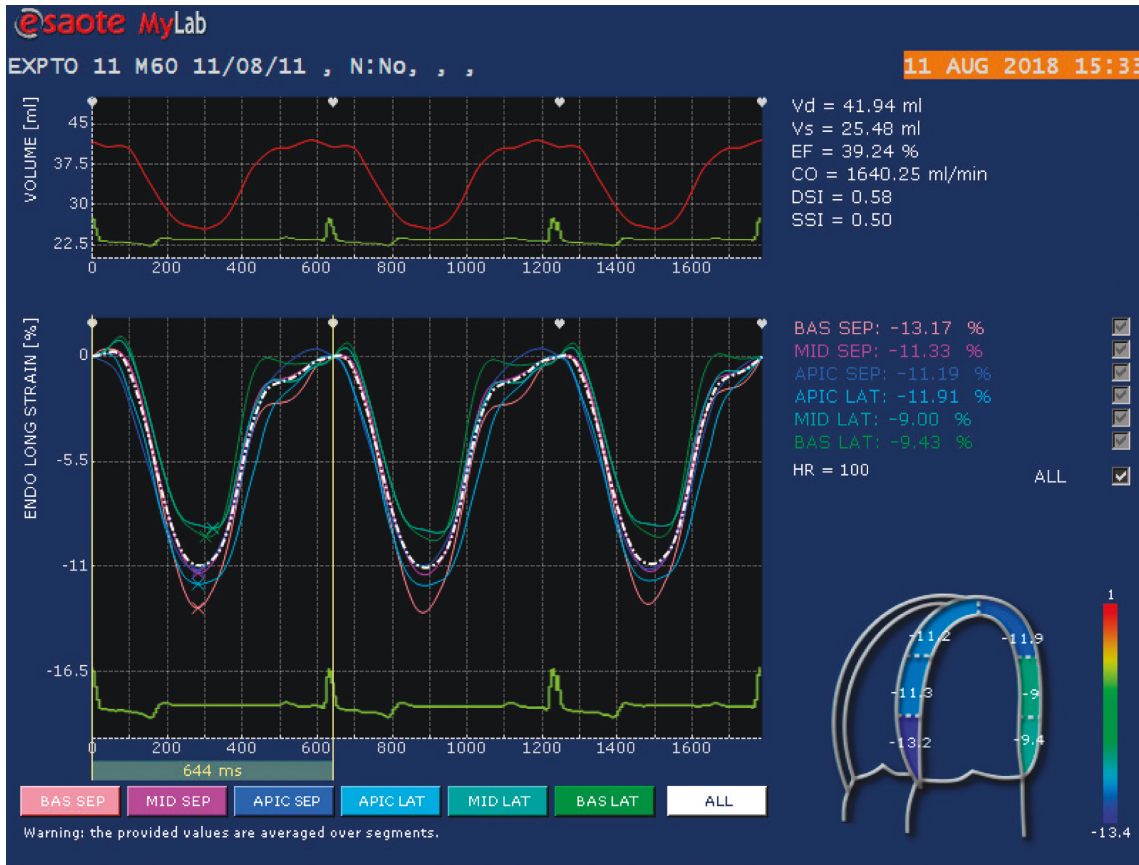 esaote MyLab
EXPTO 11 M60 11/08/11 , N:No, , ,
11 AUG 2018 15:33
VOLUME [ml]
45
37.5
30
22.5
0 200 400 600 800 1000 1200 1400 1600
Vd = 41.94 ml
Vs = 25.48 ml
EF = 39.24 %
CO = 1640.25 ml/min
DSI = 0.58
SSI = 0.50
ENDO LONG STRAIN [%]
0
-5.5
-11
-16.5
0 200 400 600 800 1000 1200 1400 1600
644 ms
BAS SEP: -13.17 %
MID SEP: -11.33 %
APIC SEP: -11.19 %
APIC LAT: -11.91 %
MID LAT: -9.00 %
BAS LAT: -9.43 %
HR = 100
ALL
1
-11.2 -11.9
-11.3 -9
-13.2 -9.4
-13.4
BAS SEP MID SEP APIC SEP APIC LAT MID LAT BAS LAT ALL
Warning: the provided values are averaged over segments.